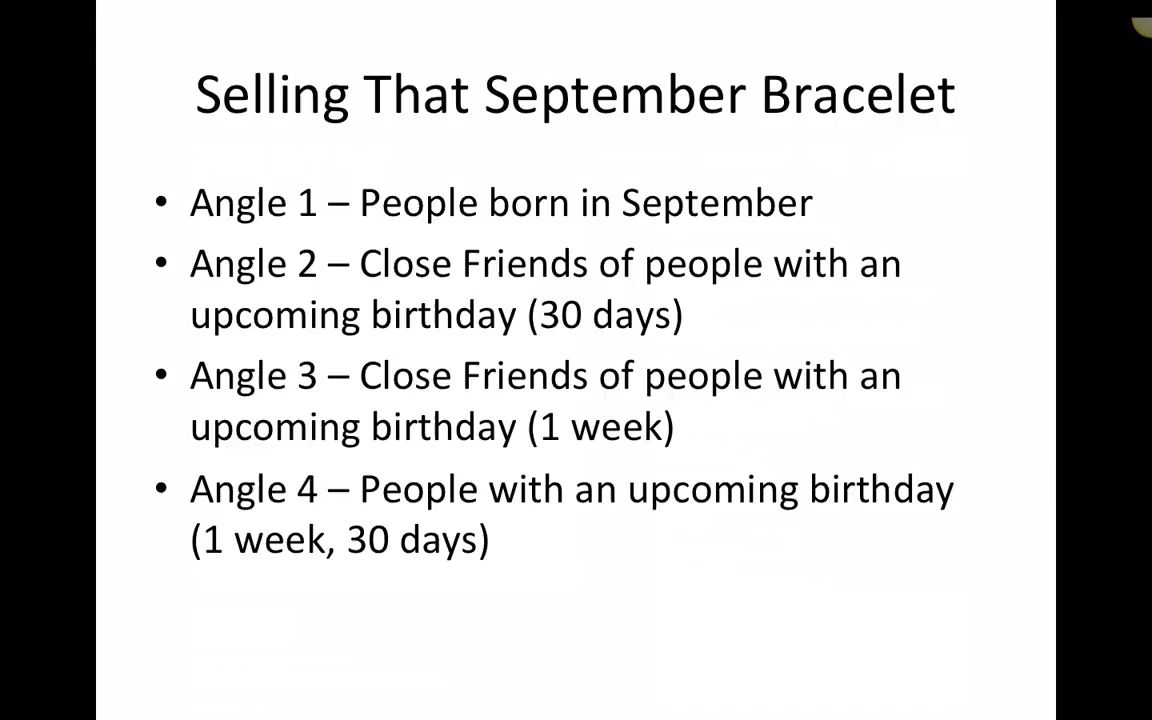 Selling That September Bracelet
• Angle 1 – People born in September
• Angle 2 – Close Friends of people with an
upcoming birthday (30 days)
• Angle 3 – Close Friends of people with an
upcoming birthday (1 week)
• Angle 4 – People with an upcoming birthday
(1 week, 30 days)